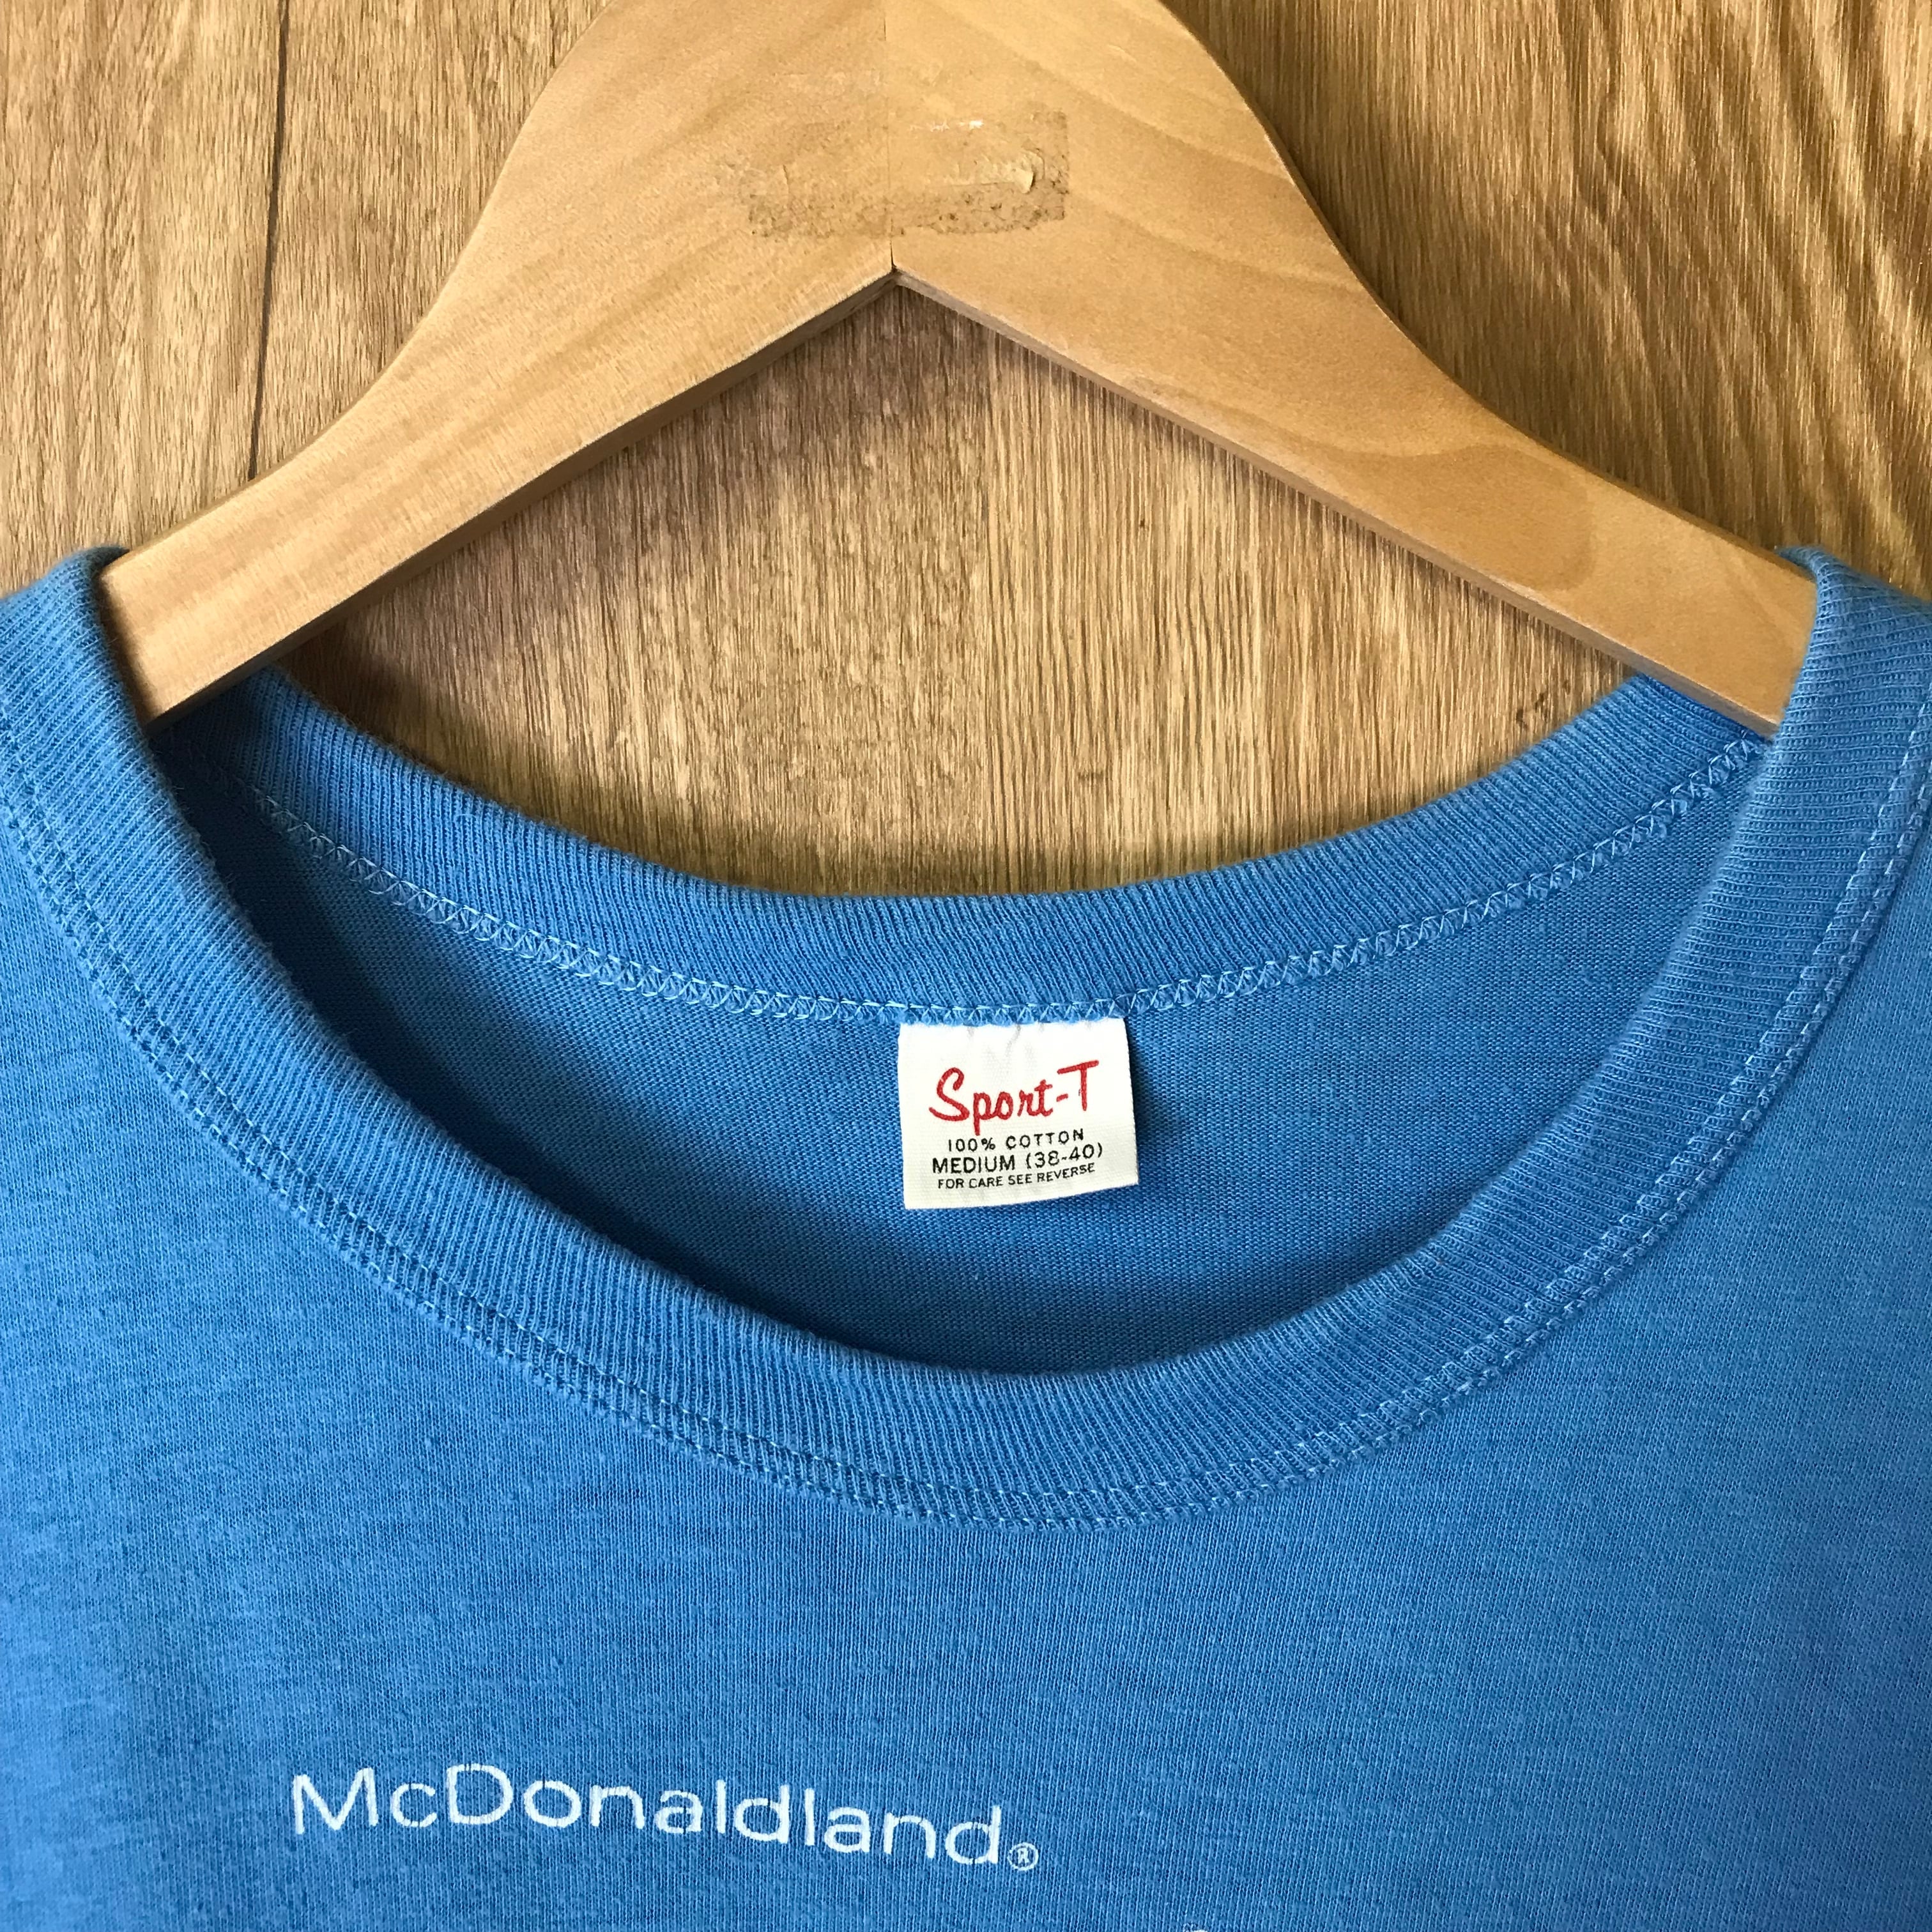 Sport-T
100% COTTON
MEDIUM (38-40)
FOR CARE SEE REVERSE
McDonaldland®